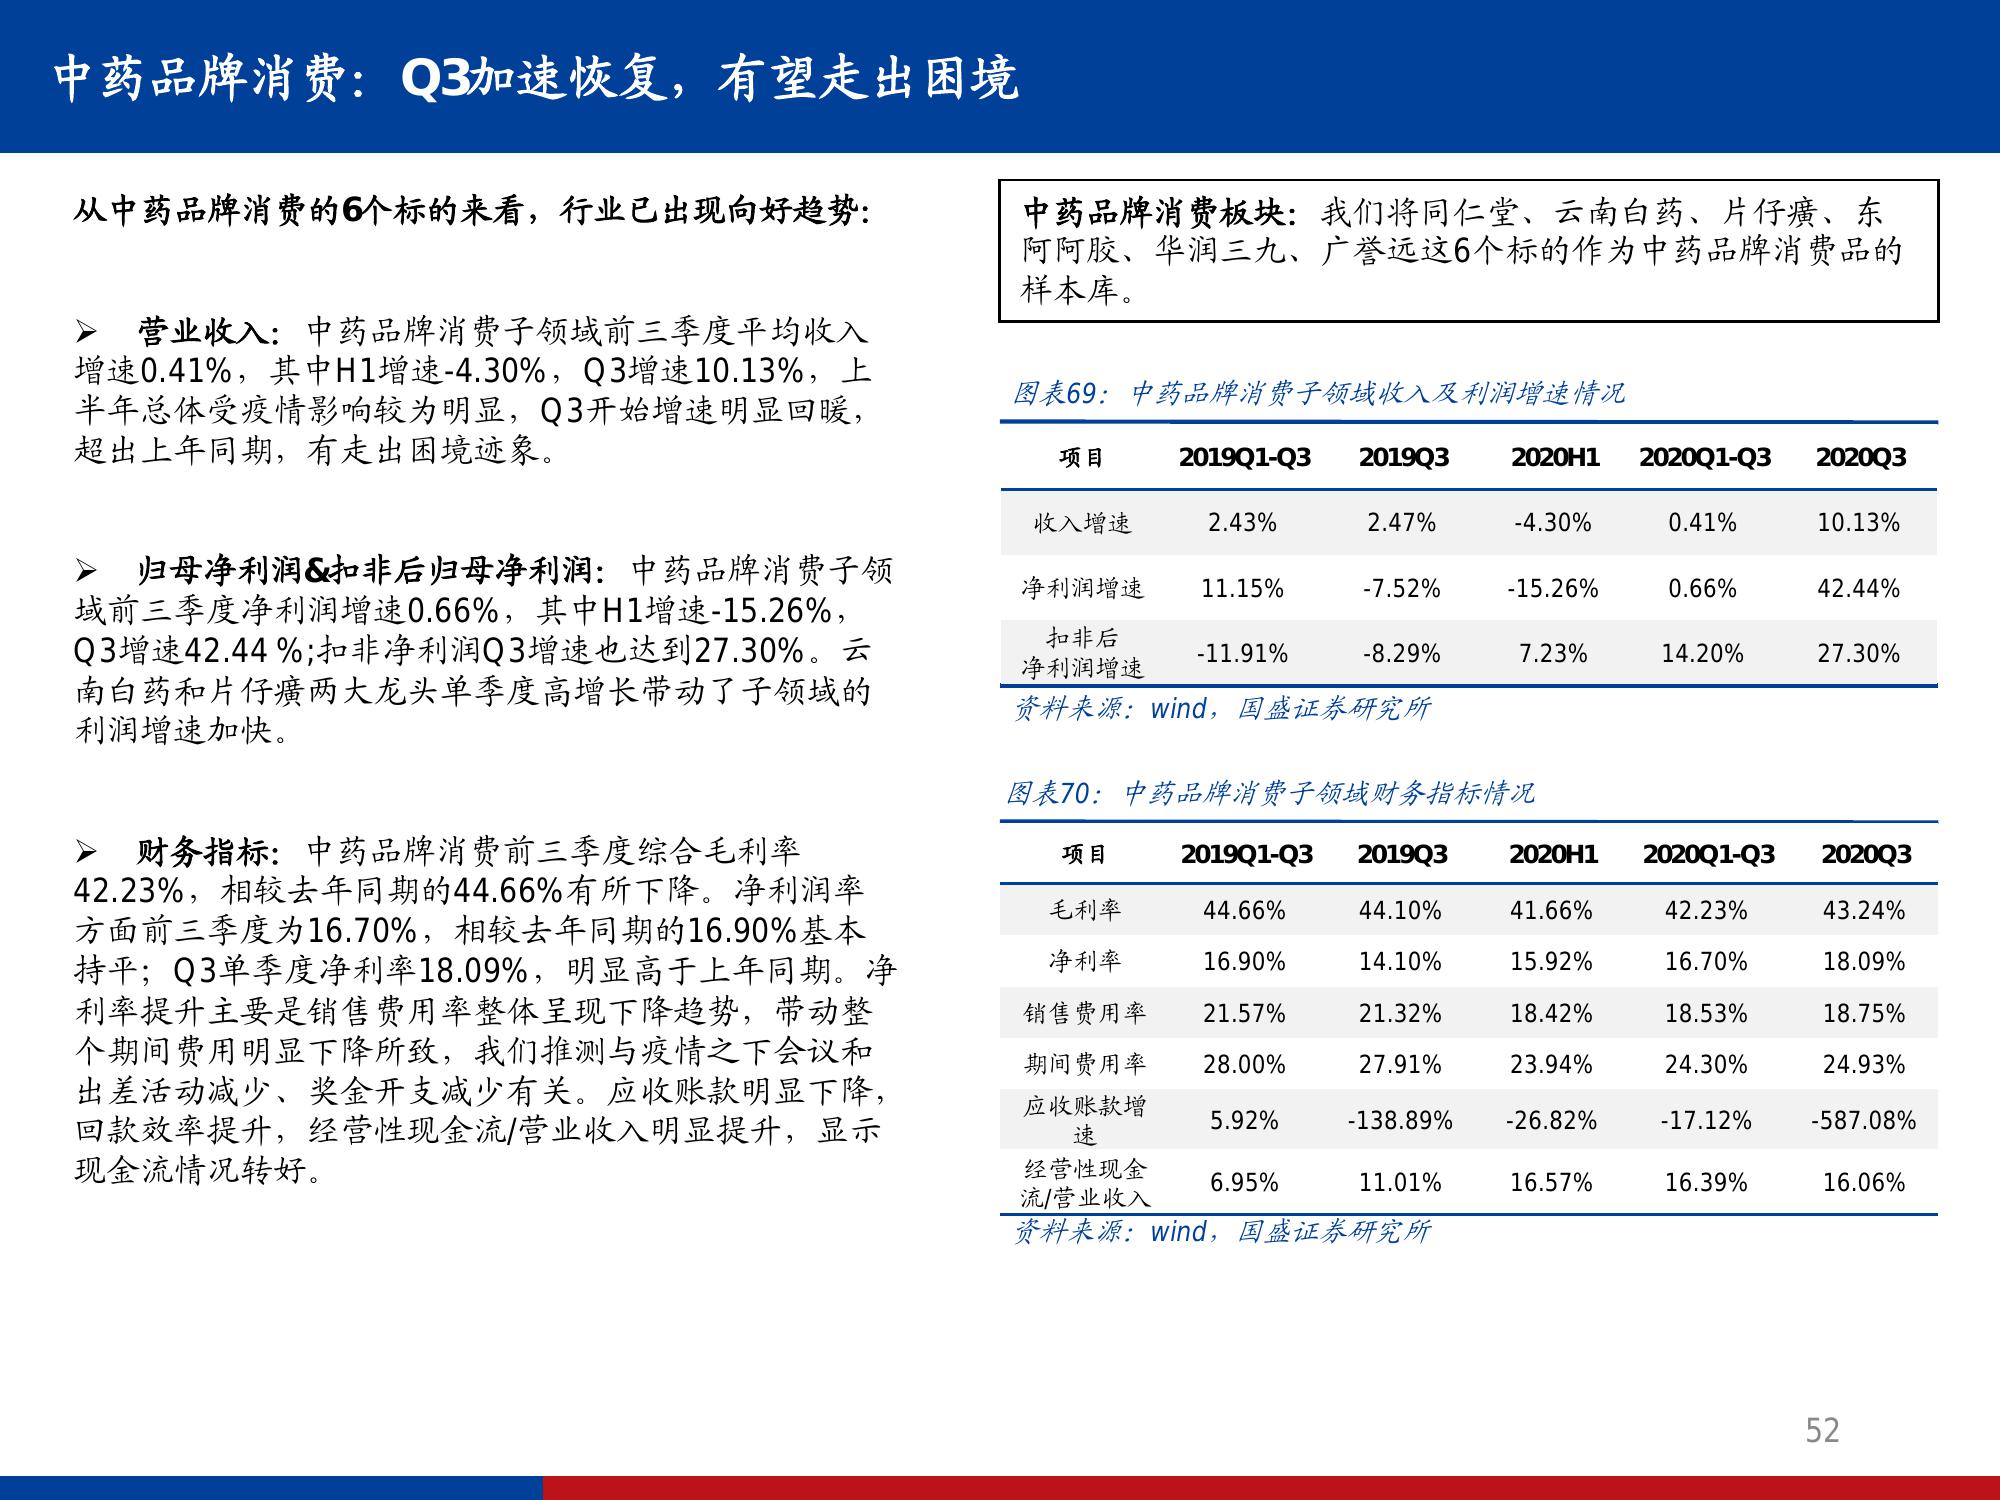 中药品牌消费：Q3加速恢复，有望走出困境
从中药品牌消费的6个标的来看，行业已出现向好趋势：
➢ 营业收入：中药品牌消费子领域前三季度平均收入
增速0.41%，其中H1增速-4.30%，Q3增速10.13%，上
半年总体受疫情影响较为明显，Q3开始增速明显回暖，
超出上年同期，有走出困境迹象。
➢ 归母净利润&扣非后归母净利润：中药品牌消费子领
域前三季度净利润增速0.66%，其中H1增速-15.26%，
Q3增速42.44 %;扣非净利润Q3增速也达到27.30%。云
南白药和片仔癀两大龙头单季度高增长带动了子领域的
利润增速加快。
➢ 财务指标：中药品牌消费前三季度综合毛利率
42.23%，相较去年同期的44.66%有所下降。净利润率
方面前三季度为16.70%，相较去年同期的16.90%基本
持平；Q3单季度净利率18.09%，明显高于上年同期。净
利率提升主要是销售费用率整体呈现下降趋势，带动整
个期间费用明显下降所致，我们推测与疫情之下会议和
出差活动减少、奖金开支减少有关。应收账款明显下降，
回款效率提升，经营性现金流/营业收入明显提升，显示
现金流情况转好。
中药品牌消费板块：我们将同仁堂、云南白药、片仔癀、东
阿阿胶、华润三九、广誉远这6个标的作为中药品牌消费品的
样本库。
图表69：中药品牌消费子领域收入及利润增速情况
项目 2019Q1-Q3 2019Q3 2020H1 2020Q1-Q3 2020Q3
收入增速 2.43% 2.47% -4.30% 0.41% 10.13%
净利润增速 11.15% -7.52% -15.26% 0.66% 42.44%
扣非后
净利润增速 -11.91% -8.29% 7.23% 14.20% 27.30%
资料来源：wind，国盛证券研究所
图表70：中药品牌消费子领域财务指标情况
项目 2019Q1-Q3 2019Q3 2020H1 2020Q1-Q3 2020Q3
毛利率 44.66% 44.10% 41.66% 42.23% 43.24%
净利率 16.90% 14.10% 15.92% 16.70% 18.09%
销售费用率 21.57% 21.32% 18.42% 18.53% 18.75%
期间费用率 28.00% 27.91% 23.94% 24.30% 24.93%
应收账款增
速 5.92% -138.89% -26.82% -17.12% -587.08%
经营性现金
流/营业收入 6.95% 11.01% 16.57% 16.39% 16.06%
资料来源：wind，国盛证券研究所
52